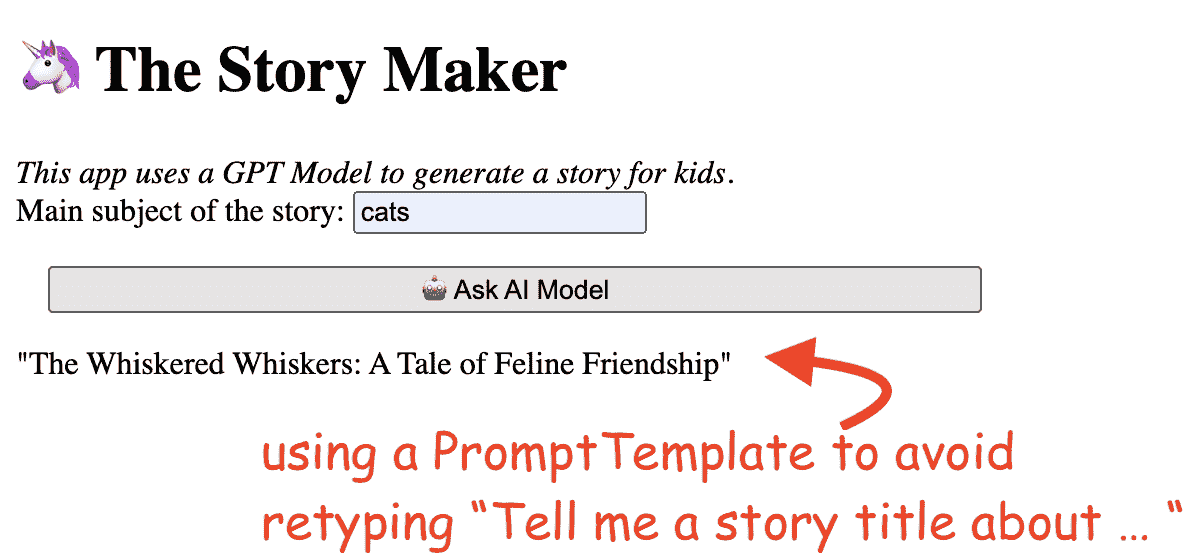 🦄 The Story Maker
This app uses a GPT Model to generate a story for kids.
Main subject of the story: cats
🤖 Ask AI Model
"The Whiskered Whiskers: A Tale of Feline Friendship"
using a PromptTemplate to avoid
retyping “Tell me a story title about ... “